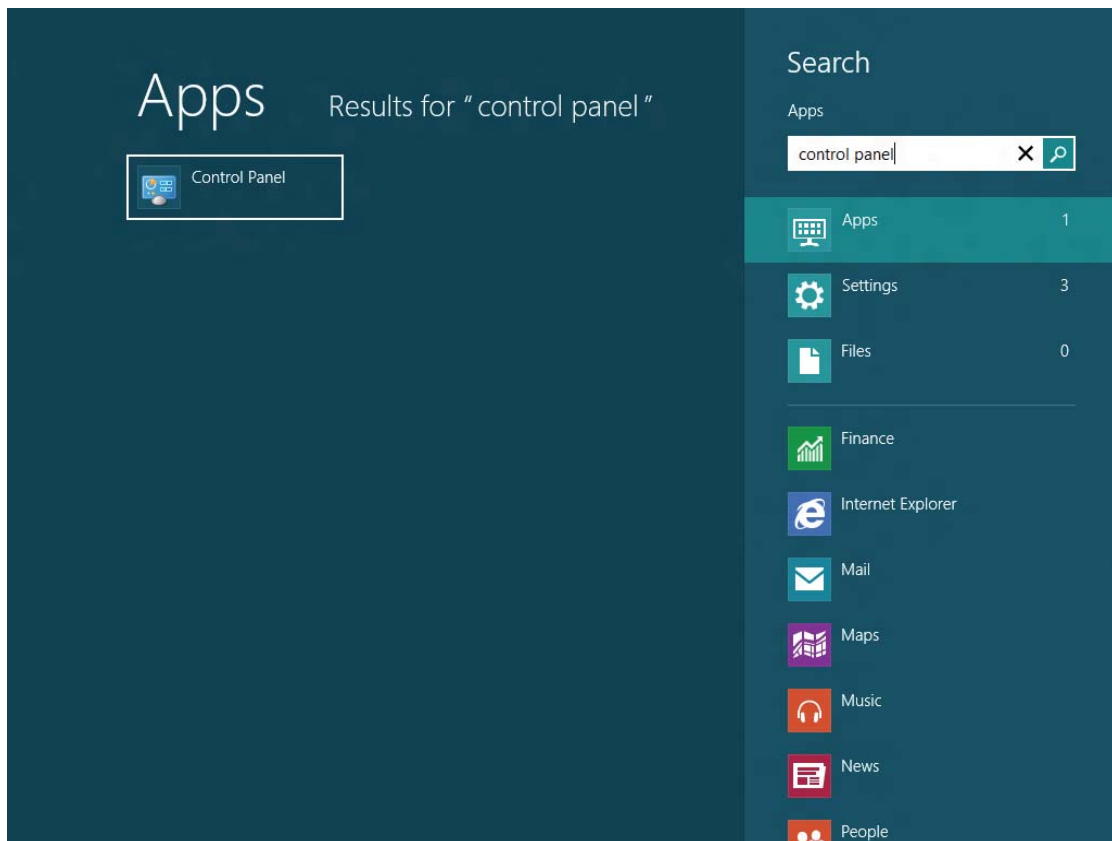 Apps
Results for " control panel "
Control Panel
Search
Apps
control panel
Apps 1
Settings 3
Files 0
Finance
Internet Explorer
Mail
Maps
Music
News
People